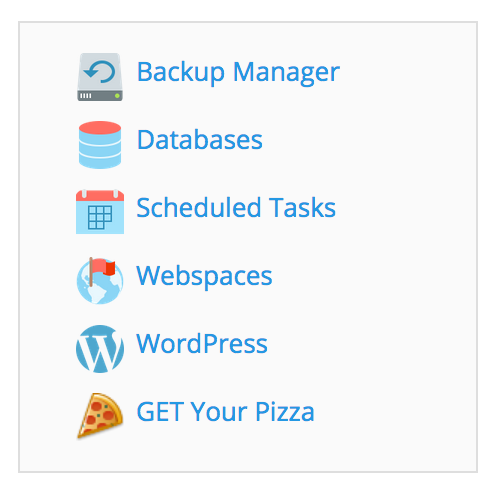 Backup Manager
Databases
Scheduled Tasks
Webspaces
WordPress
GET Your Pizza